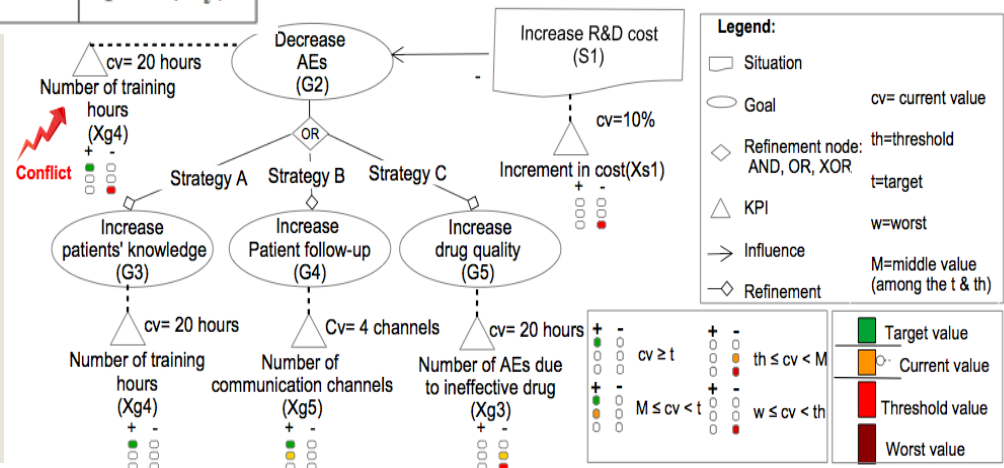 Decrease
AEs
(G2)
cv= 20 hours
Number of training
hours
(Xg4)
+ -
Conflict
Increase R&D cost
(S1)
-
cv=10%
Increment in cost(Xs1)
+ -
OR
Strategy A
Strategy B
Strategy C
Increase
patients' knowledge
(G3)
Increase
Patient follow-up
(G4)
Increase
drug quality
(G5)
cv= 20 hours
Number of training
hours
(Xg4)
+ -
Cv= 4 channels
Number of
communication channels
(Xg5)
+ -
cv= 20 hours
Number of AEs due
to ineffective drug
(Xg3)
+ -
Legend:
Situation
Goal
Refinement node:
AND, OR, XOR
KPI
Influence
Refinement
cv= current value
th=threshold
t=target
w=worst
M=middle value
(among the t & th)
+ -
cv ≥ t
+ -
th ≤ cv < M
+ -
M ≤ cv < t
+ -
w ≤ cv < th
Target value
Current value
Threshold value
Worst value